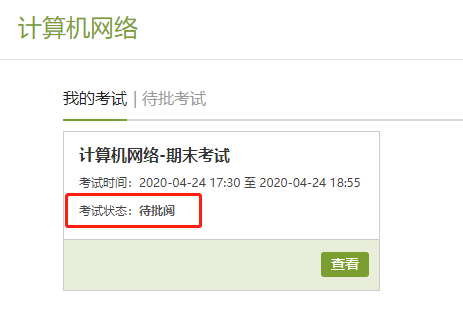 计算机网络
我的考试 | 待批考试
计算机网络-期末考试
考试时间：2020-04-24 17:30 至 2020-04-24 18:55
考试状态：待批阅
查看